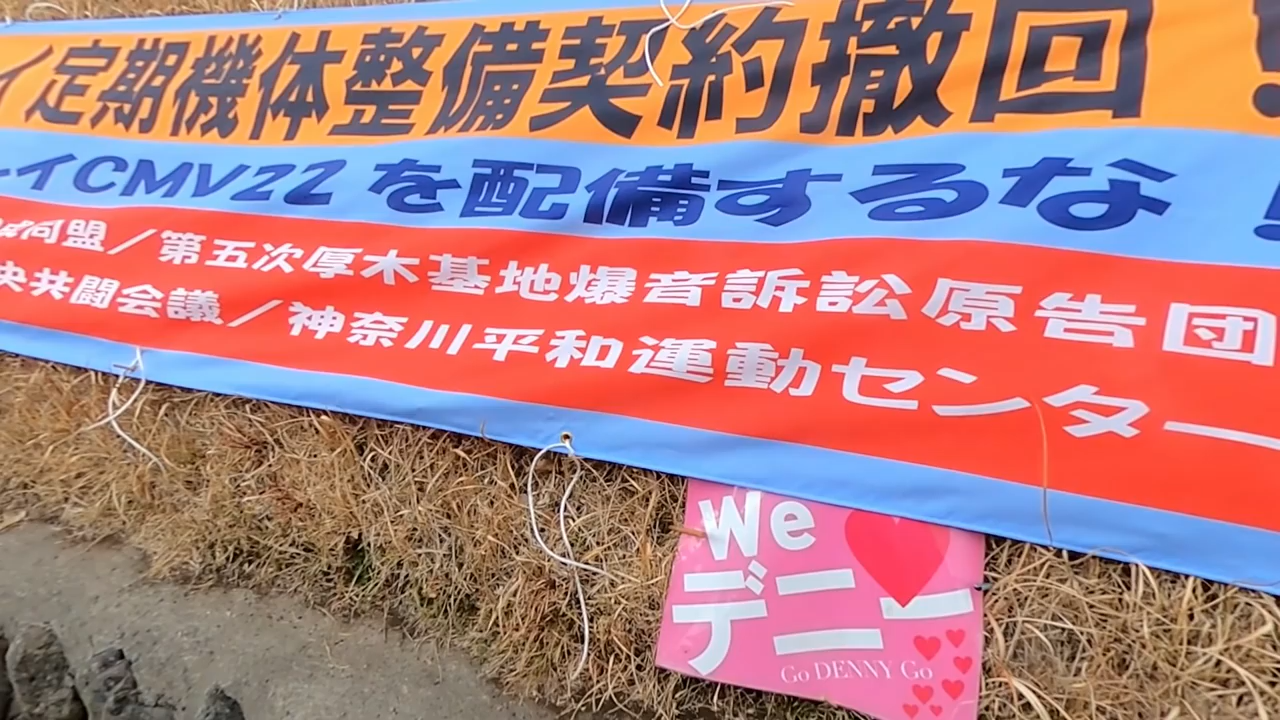 イ定期機体整備契約撤回！
ーイCMV22を配備するな！
同盟／第五次厚木基地爆音訴訟原告団
央共闘会議／神奈川平和運動センター
We
デニー
Go DENNY Go